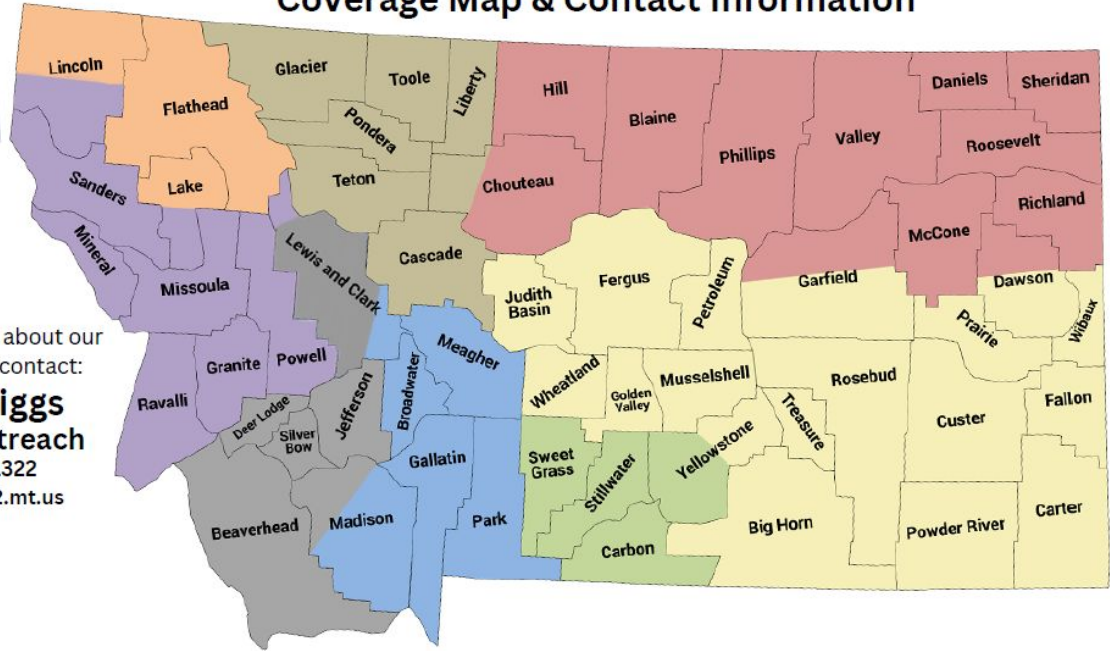 Coverage Map & Contact Information
Lincoln
Flathead
Glacier
Toole
Liberty
Hill
Blaine
Phillips
Valley
Daniels
Sheridan
Roosevelt
Richland
McCone
Pondera
Teton
Chouteau
Lake
Sanders
Mineral
Missoula
Lewis and Clark
Cascade
Judith
Basin
Fergus
Petroleum
Garfield
Dawson
Prairie
Wibaux
about our
contact:
iggs
treach
322
2.mt.us
Ravalli
Granite
Powell
Deer Lodge
Silver
Bow
Jefferson
Broadwater
Meagher
Wheatland
Golden
Valley
Musselshell
Treasure
Rosebud
Custer
Fallon
Beaverhead
Madison
Gallatin
Park
Sweet
Grass
Stillwater
Yellowstone
Carbon
Big Horn
Powder River
Carter